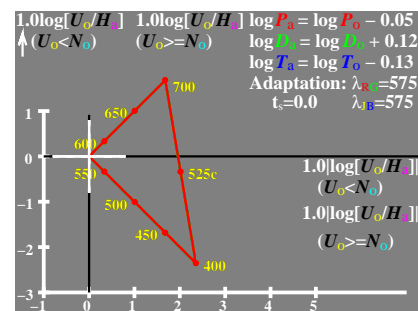 1.0log[Uo/Ha] 1.0log[Uo/Ha] log Pa = log Po − 0.05
(Uo<No) (Uo>=No) log Da = log Do + 0.12
log Ta = log To − 0.13
Adaptation: λRG=575
ts=0.0 λJB=575
700
650
600
1
0
550
525c
1.0|log[Uo/Ha]|
(Uo<No)
-1
500
1.0|log[Uo/Ha]|
450
(Uo>=No)
-2
400
-3
-1 0 1 2 3 4 5